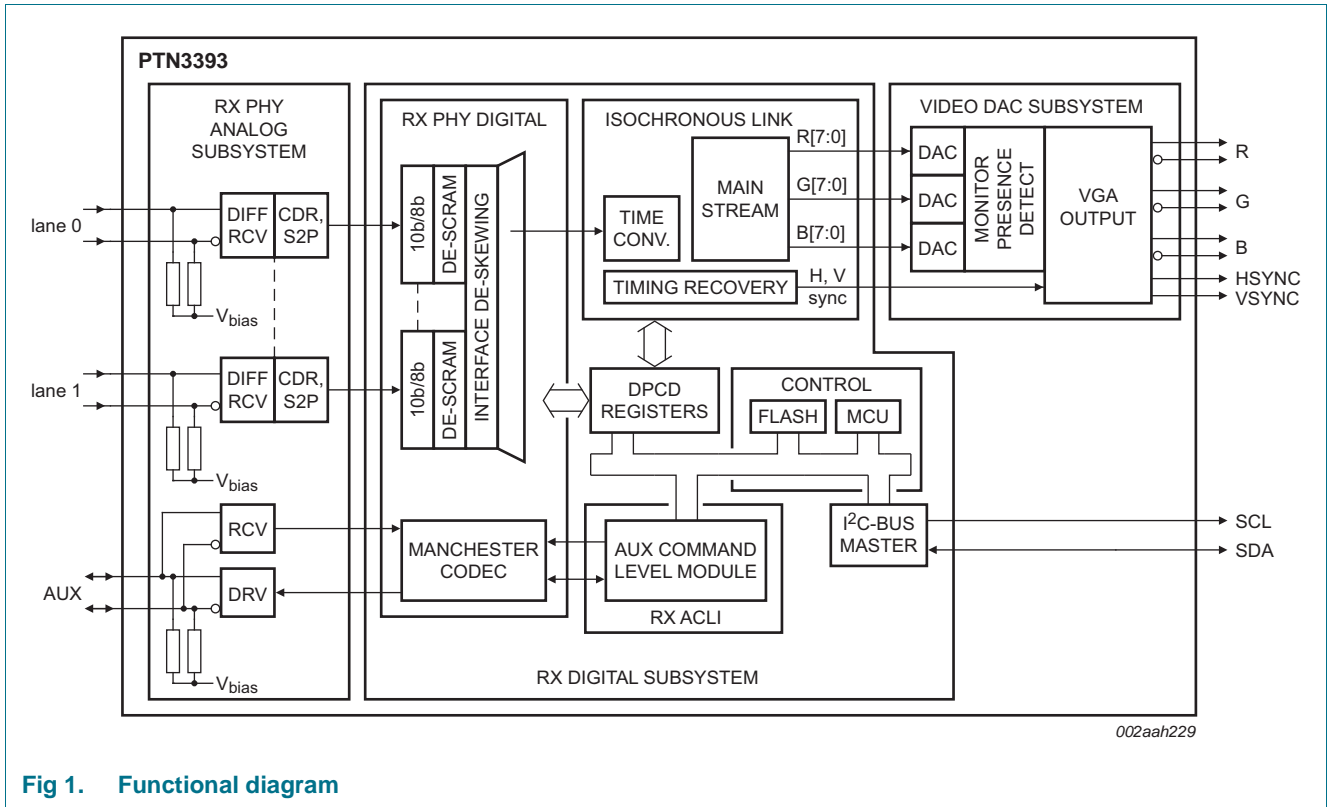 PTN3393
RX PHY
ANALOG
SUBSYSTEM
RX PHY DIGITAL
ISOCHRONOUS LINK
VIDEO DAC SUBSYSTEM
lane 0
DIFF
RCV
CDR,
S2P
Vbias
10b/8b
DE-SCRAM
INTERFACE DE-SKEWING
TIME
CONV.
MAIN
STREAM
R[7:0]
G[7:0]
B[7:0]
TIMING RECOVERY
H, V
sync
DAC
DAC
DAC
MONITOR
PRESENCE
DETECT
VGA
OUTPUT
R
G
B
HSYNC
VSYNC
lane 1
DIFF
RCV
CDR,
S2P
Vbias
10b/8b
DE-SCRAM
DPCD
REGISTERS
CONTROL
FLASH
MCU
AUX
RCV
DRV
Vbias
MANCHESTER
CODEC
AUX COMMAND
LEVEL MODULE
RX ACLI
I2C-BUS
MASTER
SCL
SDA
RX DIGITAL SUBSYSTEM
002aah229
Fig 1. Functional diagram